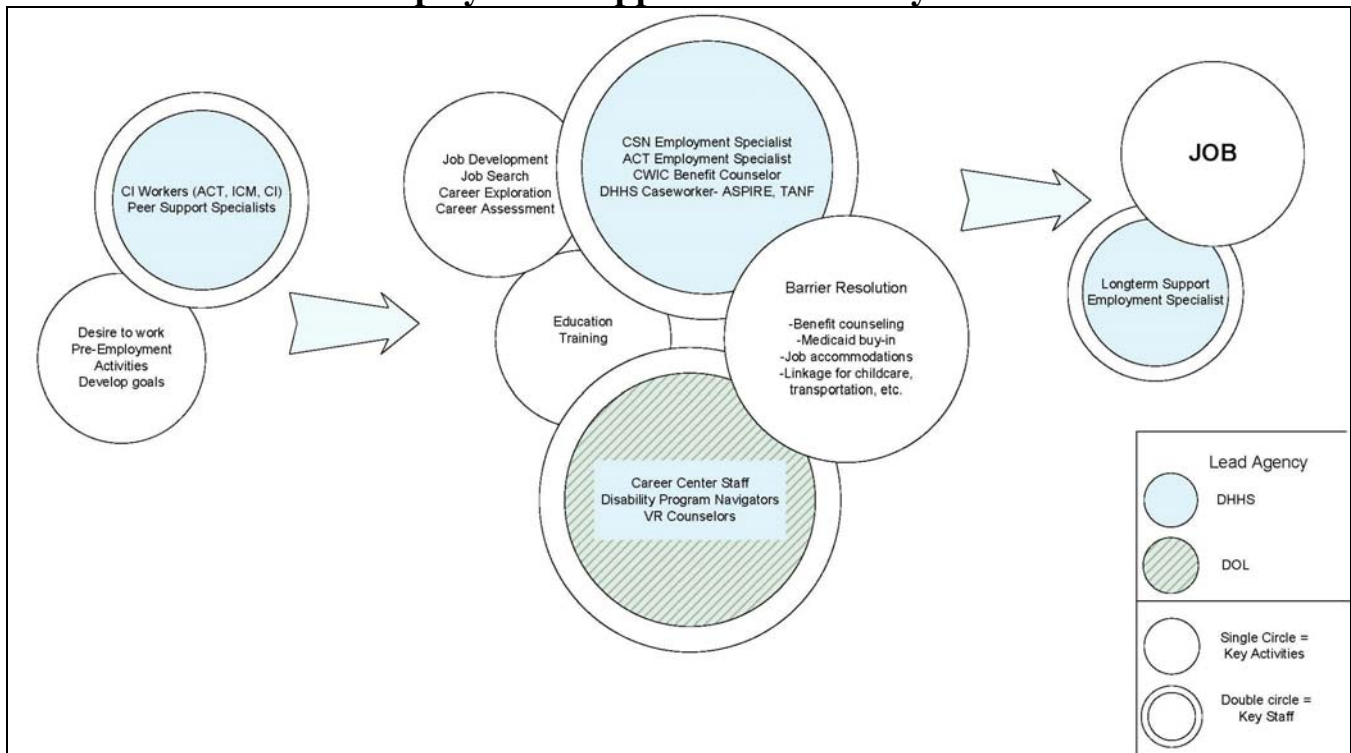 CI Workers (ACT, ICM, CI)
Peer Support Specialists
Desire to work
Pre-Employment
Activities
Develop goals
Job Development
Job Search
Career Exploration
Career Assessment
CSN Employment Specialist
ACT Employment Specialist
CWIC Benefit Counselor
DHHS Caseworker- ASPIRE, TANF
Education
Training
Barrier Resolution
-Benefit counseling
-Medicaid buy-in
-Job accommodations
-Linkage for childcare,
transportation, etc.
Career Center Staff
Disability Program Navigators
VR Counselors
JOB
Longterm Support
Employment Specialist
Lead Agency
DHHS
DOL
Single Circle =
Key Activities
Double circle =
Key Staff